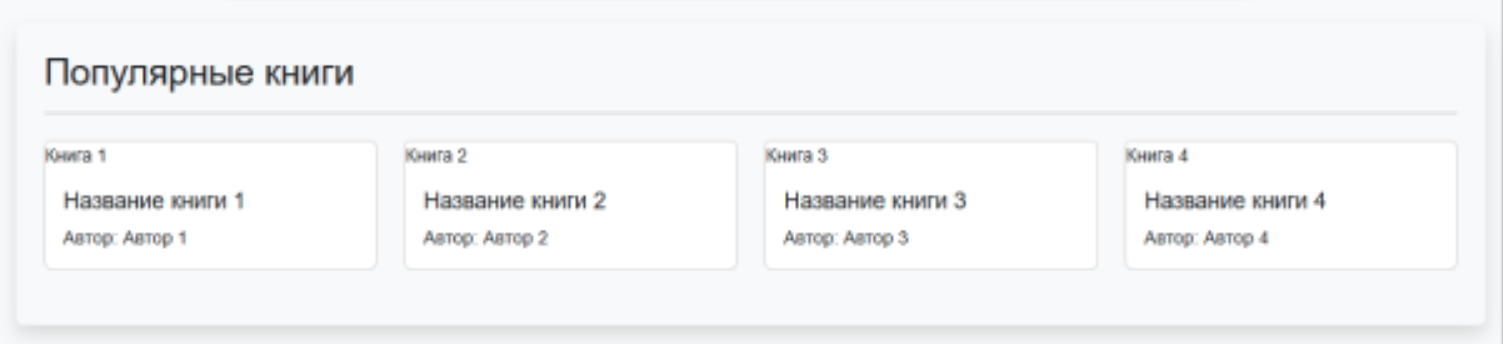 Популярные книги
Книга 1
Название книги 1
Автор: Автор 1
Книга 2
Название книги 2
Автор: Автор 2
Книга 3
Название книги 3
Автор: Автор 3
Книга 4
Название книги 4
Автор: Автор 4